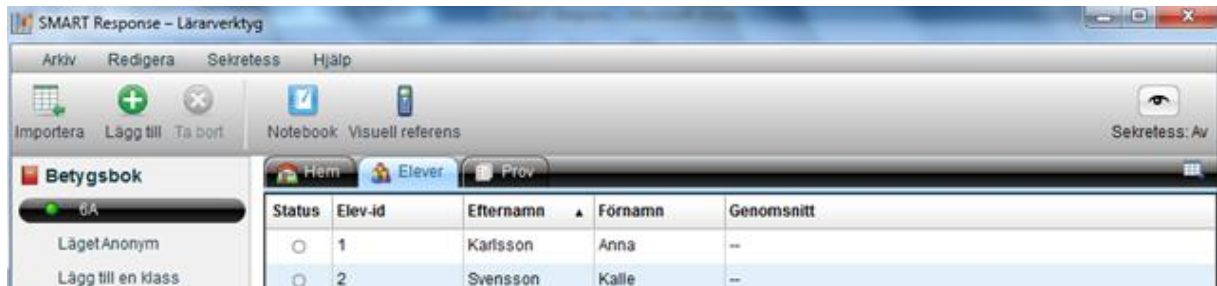 SMART Response – Lärarverktyg
Arkiv Redigera Sekretess Hjälp
Importera Lägg till Ta bort Notebook Visuell referens Sekretess: Av
Betygsbok Hem Elever Prov
6A Status Elev-id Efternamn Förnamn Genomsnitt
Läget Anonym 1 Karlsson Anna --
Lägg till en klass 2 Svensson Kalle --